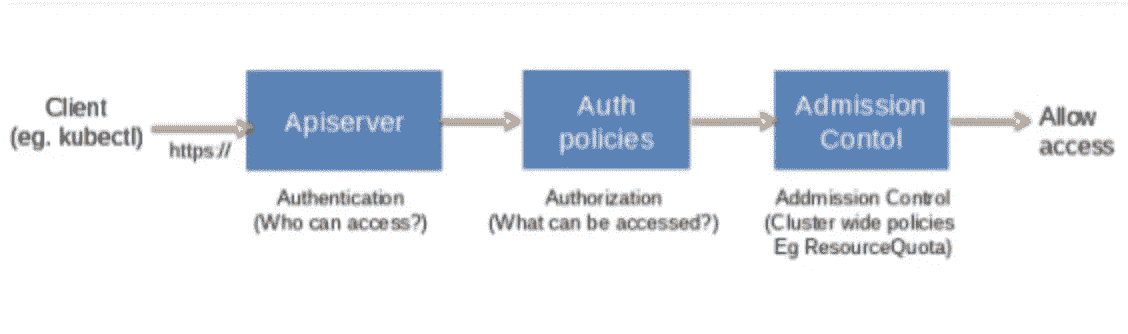 Client
(eg. kubectl)
https://
Apiserver
Authentication
(Who can access?)
Auth
policies
Authorization
(What can be accessed?)
Admission
Contol
Addmission Control
(Cluster wide policies
Eg ResourceQuota)
Allow
access